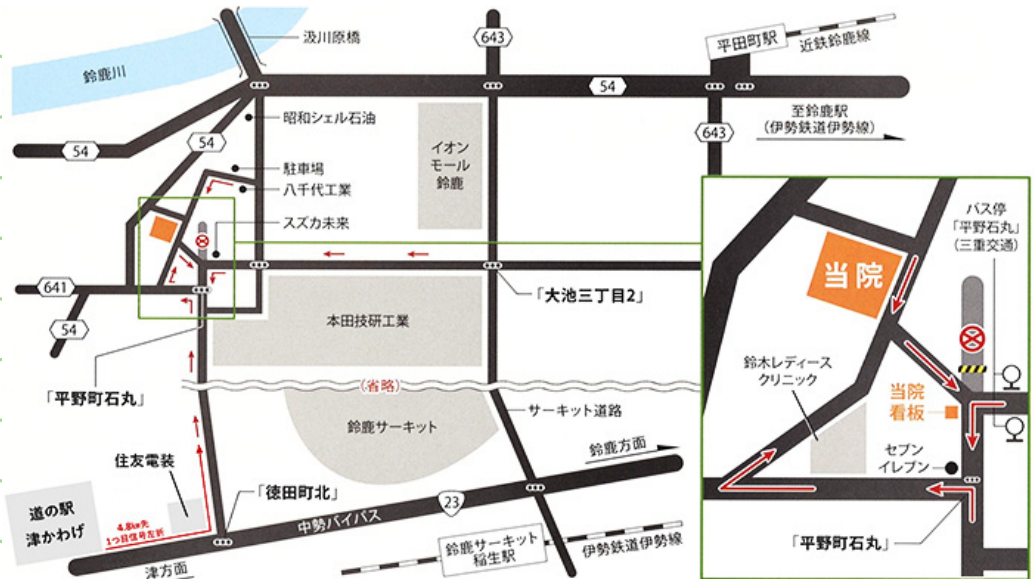 汲川原橋
鈴鹿川
643
平田町駅
近鉄鈴鹿線
54
至鈴鹿駅
(伊勢鉄道伊勢線)
643
昭和シェル石油
54
54
駐車場
八千代工業
イオン
モール
鈴鹿
スズカ未来
641
54
「大池三丁目2」
本田技研工業
「平野町石丸」
(省略)
鈴鹿サーキット
サーキット道路
鈴鹿方面
住友電装
「徳田町北」
23
中勢バイパス
道の駅
津かわげ
4.8km先
1つ目信号左折
津方面
鈴鹿サーキット
稲生駅
伊勢鉄道伊勢線
バス停
「平野石丸」
(三重交通)
当院
鈴木レディース
クリニック
当院
看板
セブン
イレブン
「平野町石丸」